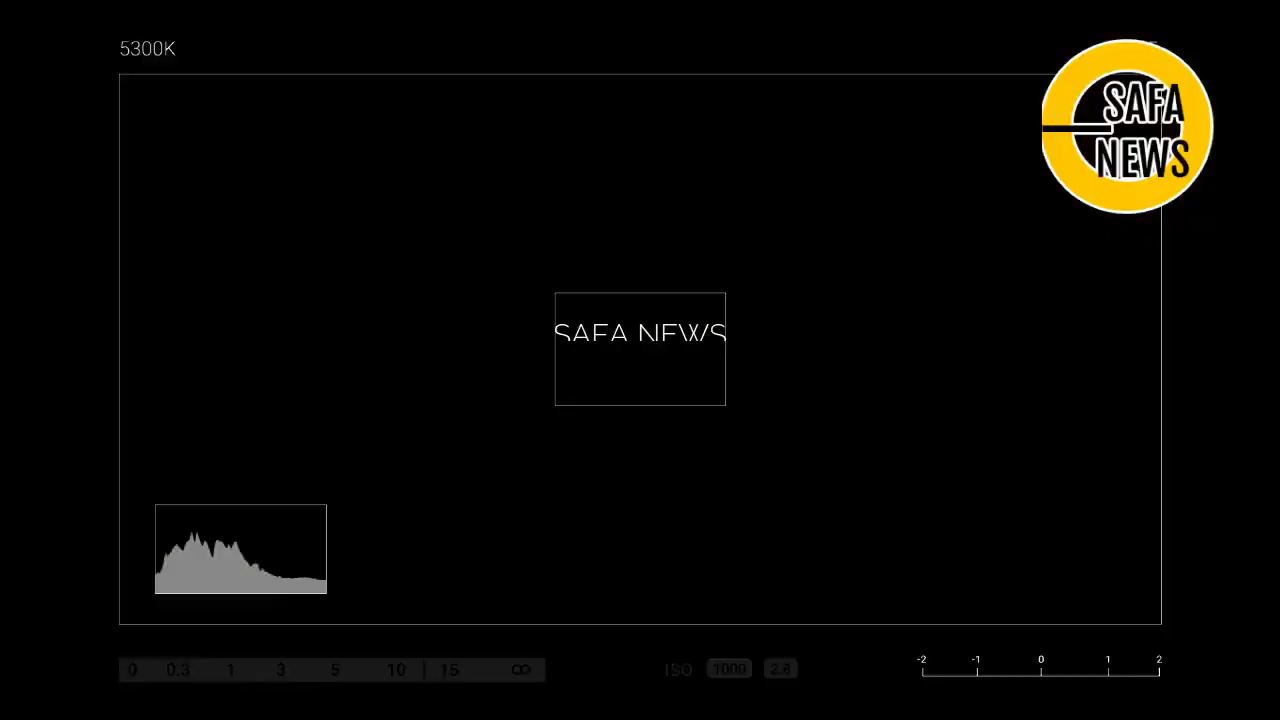 5300K
SAFA
NEWS
SAFA NEWS
0 0.3 1 3 5 10 | 15 ∞
ISO 1000 2.8
-2 -1 0 1 2